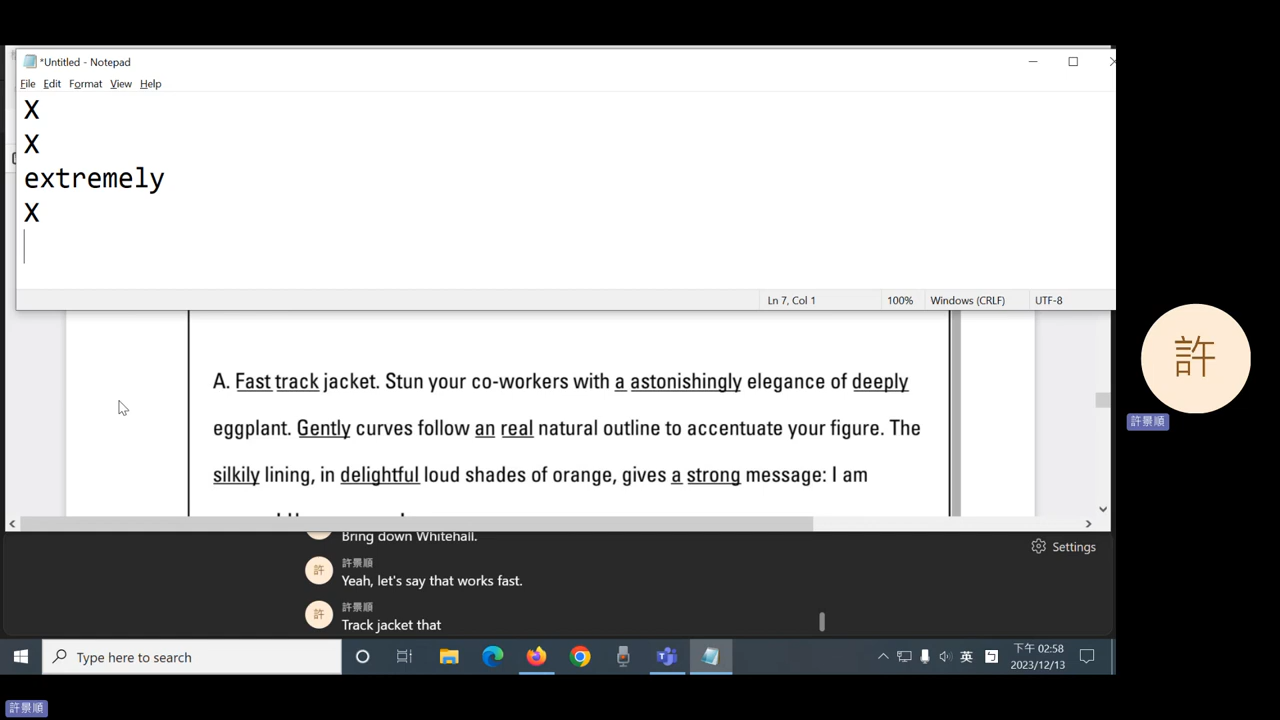 *Untitled - Notepad
File Edit Format View Help
X
X
extremely
X
Ln 7, Col 1 100% Windows (CRLF) UTF-8
A. Fast track jacket. Stun your co-workers with a astonishingly elegance of deeply
eggplant. Gently curves follow an real natural outline to accentuate your figure. The
silkily lining, in delightful loud shades of orange, gives a strong message: I am
許
許景順
Bring down Whitehall.
Settings
許景順
許 Yeah, let's say that works fast.
許景順
許 Track jacket that
Type here to search
英
下午 02:58
2023/12/13
許景順